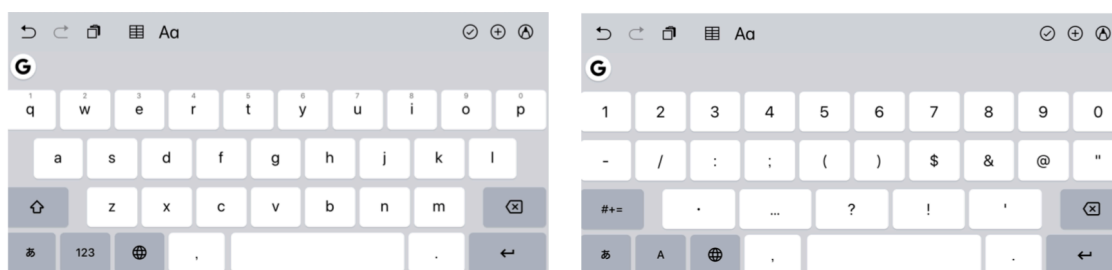 Aa
G
1 2 3 4 5 6 7 8 9 0
q w e r t y u i o p
a s d f g h j k l
z x c v b n m
あ 123 , .
Aa
G
1 2 3 4 5 6 7 8 9 0
- / : ; ( ) $ & @ "
#+= · … ? ! '
あ A , .